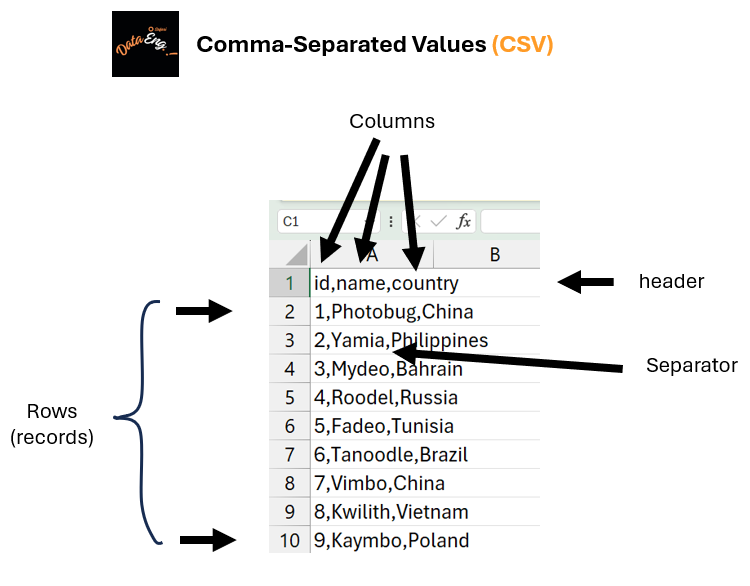 Defend
Data Eng.
Comma-Separated Values (CSV)
Columns
C1
fx
A
B
1
id,name,country
header
2
1,Photobug,China
3
2,Yamia,Philippines
4
3,Mydeo,Bahrain
Separator
5
4,Roodel,Russia
Rows
(records)
6
5,Fadeo,Tunisia
7
6,Tanoodle,Brazil
8
7,Vimbo,China
9
8,Kwilith,Vietnam
10
9,Kaymbo,Poland